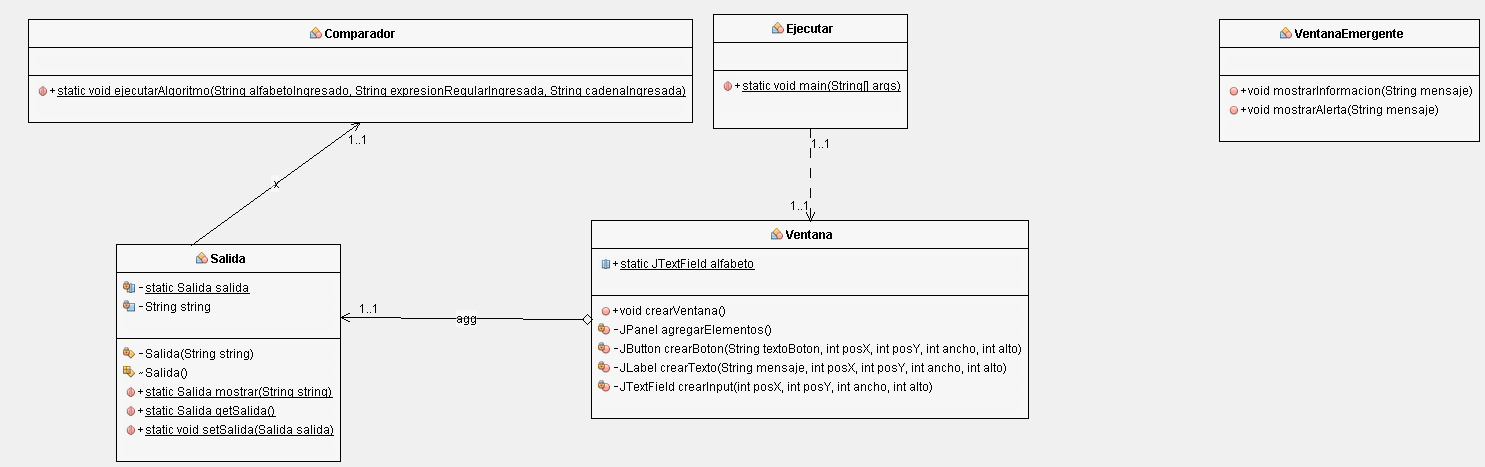 Comparador
+ static void ejecutarAlgoritmo(String alfabetoIngresado, String expresionRegularIngresada, String cadenaIngresada)
Ejecutar
+ static void main(String[] args)
VentanaEmergente
+void mostrarInformacion(String mensaje)
+void mostrarAlerta(String mensaje)
1..1
x
1..1
1..1
Salida
- static Salida salida
- String string
- Salida(String string)
~ Salida()
+ static Salida mostrar(String string)
+ static Salida getSalida()
+ static void setSalida(Salida salida)
1..1
agg
Ventana
+ static JTextField alfabeto
+void crearVentana()
- JPanel agregarElementos()
- JButton crearBoton(String textoBoton, int posX, int posY, int ancho, int alto)
- JLabel crearTexto(String mensaje, int posX, int posY, int ancho, int alto)
- JTextField crearInput(int posX, int posY, int ancho, int alto)